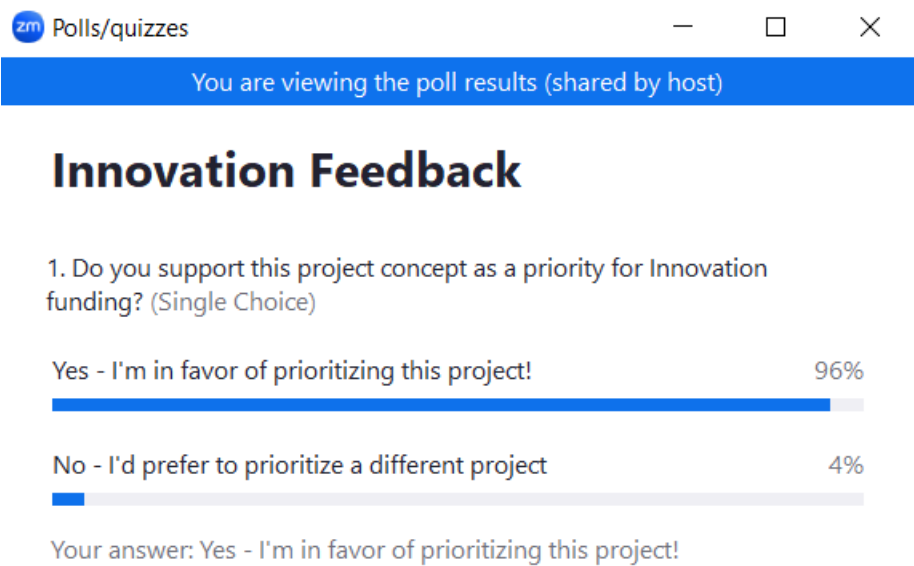 zm Polls/quizzes
You are viewing the poll results (shared by host)
Innovation Feedback
1. Do you support this project concept as a priority for Innovation
funding? (Single Choice)
Yes - I'm in favor of prioritizing this project! 96%
No - I'd prefer to prioritize a different project 4%
Your answer: Yes - I'm in favor of prioritizing this project!